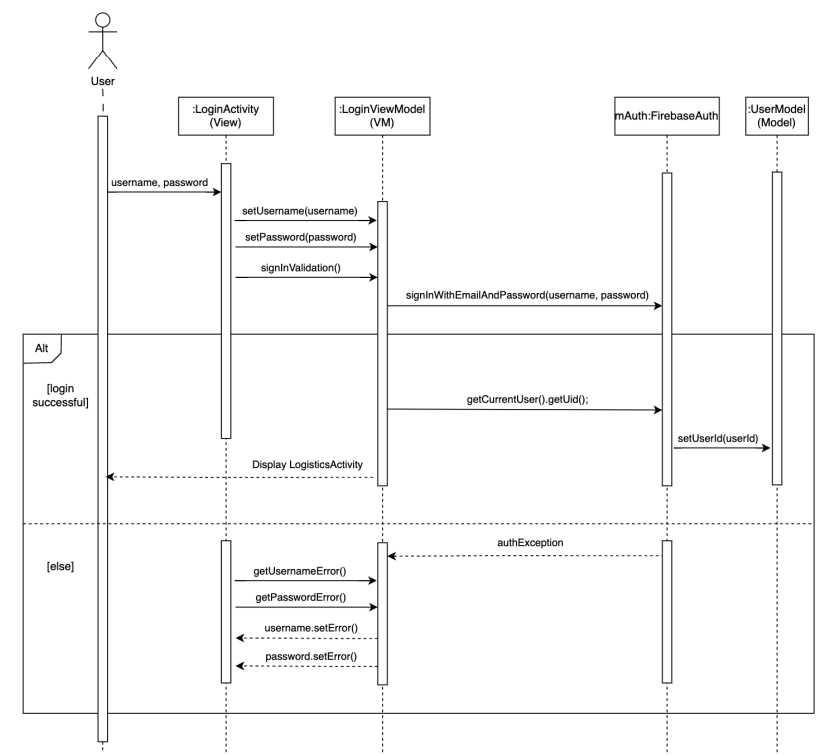 User
:LoginActivity
(View)
:LoginViewModel
(VM)
mAuth:FirebaseAuth
:UserModel
(Model)
username, password
setUsername(username)
setPassword(password)
signInValidation()
signInWithEmailAndPassword(username, password)
Alt
[login
successful]
getCurrentUser().getUid();
setUserId(userId)
Display LogisticsActivity
[else]
authException
getUsernameError()
getPasswordError()
username.setError()
password.setError()